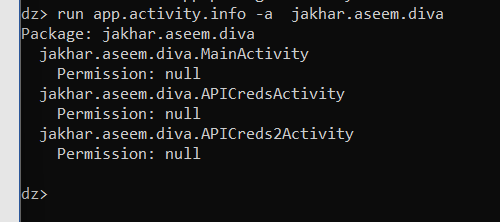 dz> run app.activity.info -a  jakhar.aseem.diva
Package: jakhar.aseem.diva
  jakhar.aseem.diva.MainActivity
    Permission: null
  jakhar.aseem.diva.APICredsActivity
    Permission: null
  jakhar.aseem.diva.APICreds2Activity
    Permission: null
dz>